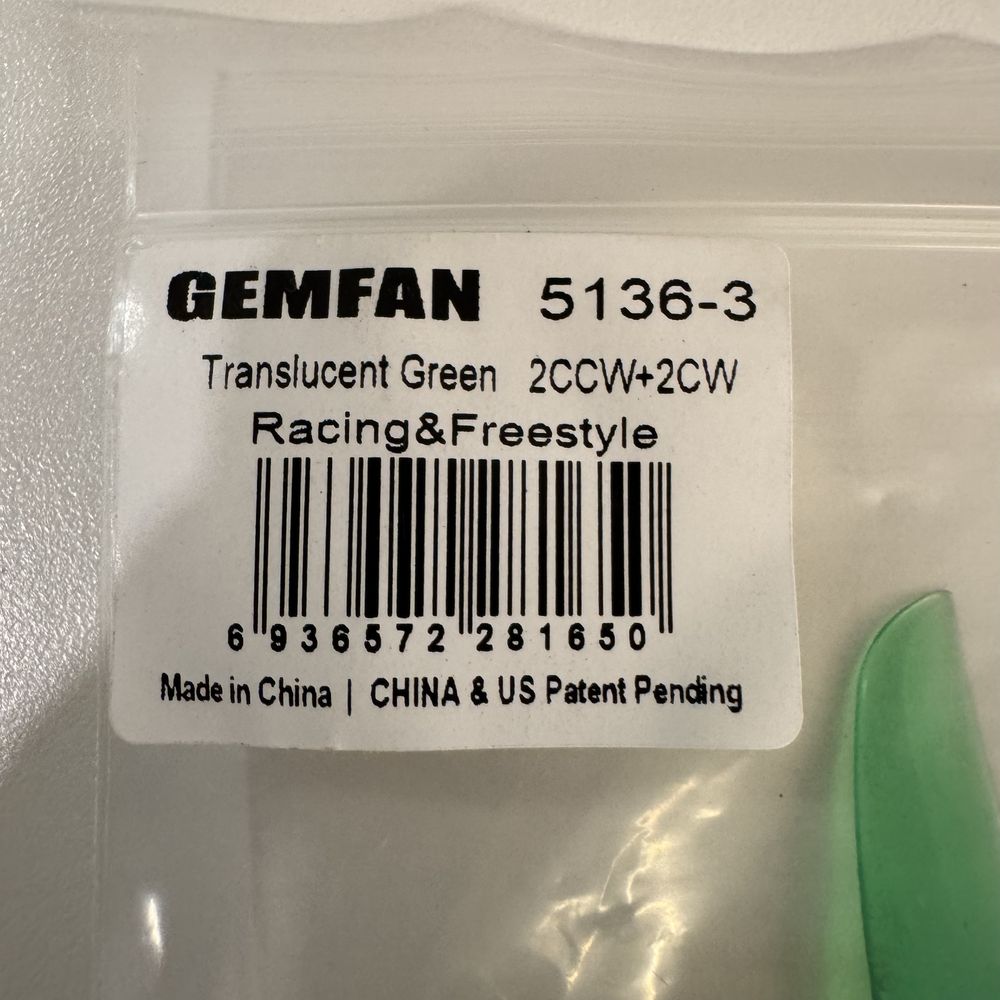 GEMFAN 5136-3
Translucent Green 2CCW+2CW
Racing&Freestyle
6 936572 281650
Made in China | CHINA & US Patent Pending